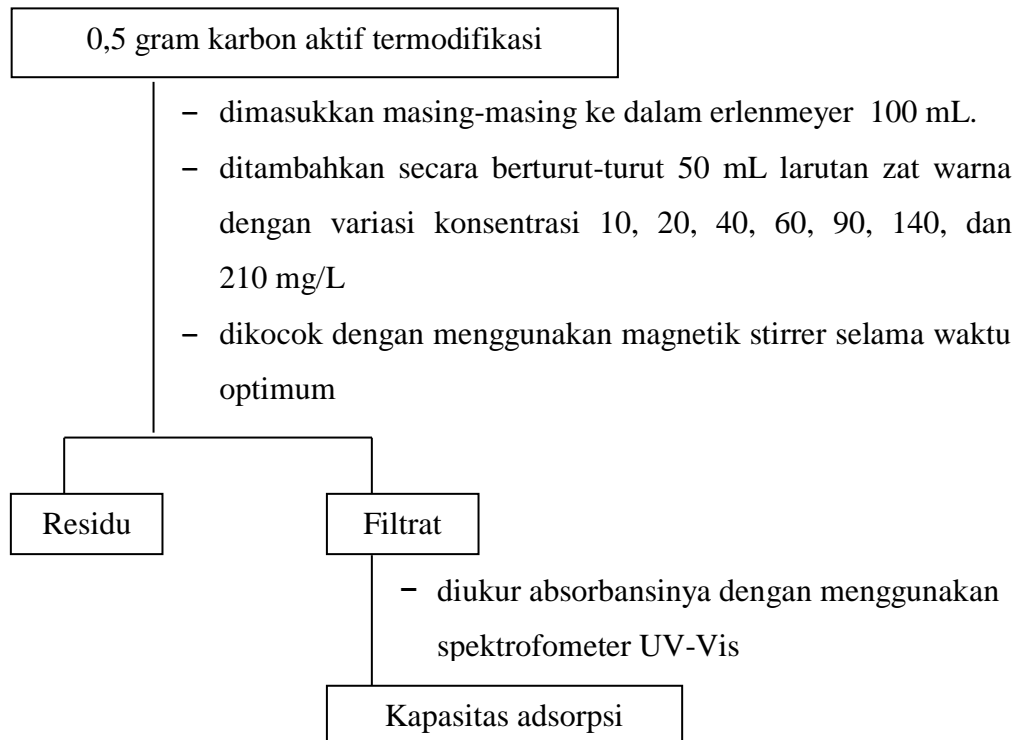 0,5 gram karbon aktif termodifikasi
− dimasukkan masing-masing ke dalam erlenmeyer 100 mL.
− ditambahkan secara berturut-turut 50 mL larutan zat warna
dengan variasi konsentrasi 10, 20, 40, 60, 90, 140, dan
210 mg/L
− dikocok dengan menggunakan magnetik stirrer selama waktu
optimum
Residu
Filtrat
− diukur absorbansinya dengan menggunakan
spektrofometer UV-Vis
Kapasitas adsorpsi